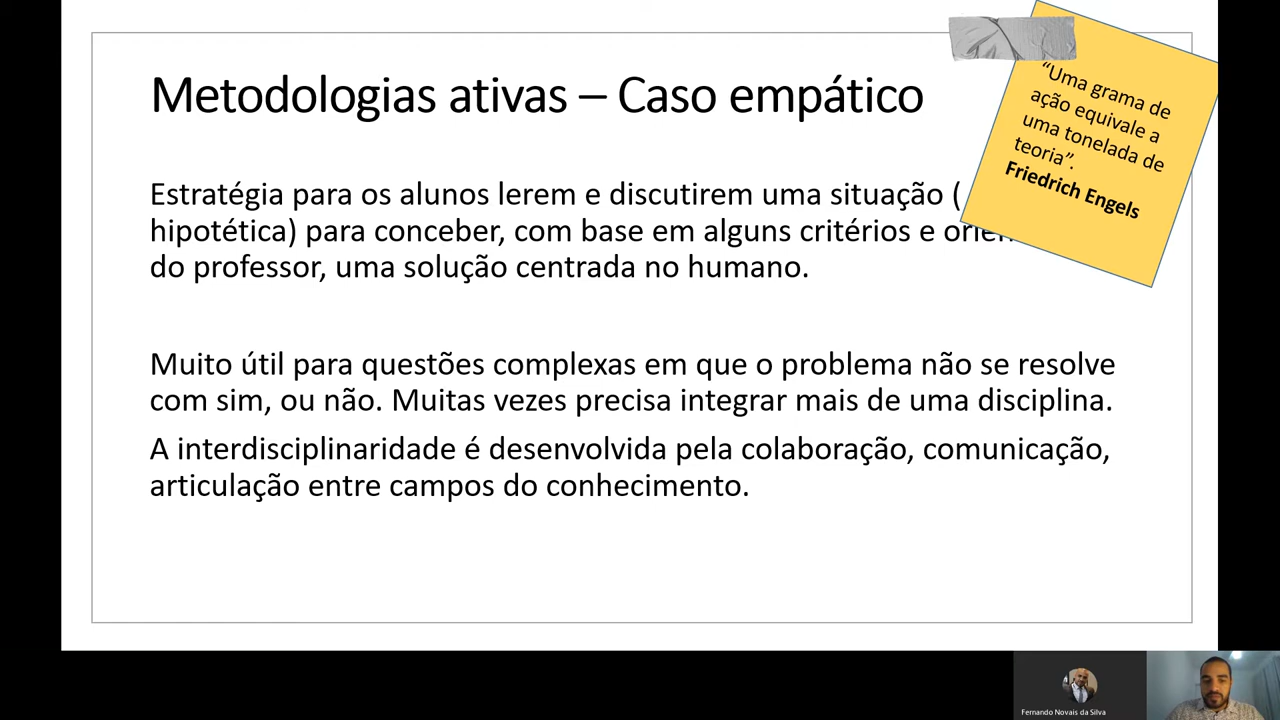 Metodologias ativas – Caso empático
“Uma grama de
ação equivale a
uma tonelada de
teoria”.
Friedrich Engels
Estratégia para os alunos lerem e discutirem uma situação (
hipotética) para conceber, com base em alguns critérios e
do professor, uma solução centrada no humano.
Muito útil para questões complexas em que o problema não se resolve
com sim, ou não. Muitas vezes precisa integrar mais de uma disciplina.
A interdisciplinaridade é desenvolvida pela colaboração, comunicação,
articulação entre campos do conhecimento.
Fernando Novais da Silva